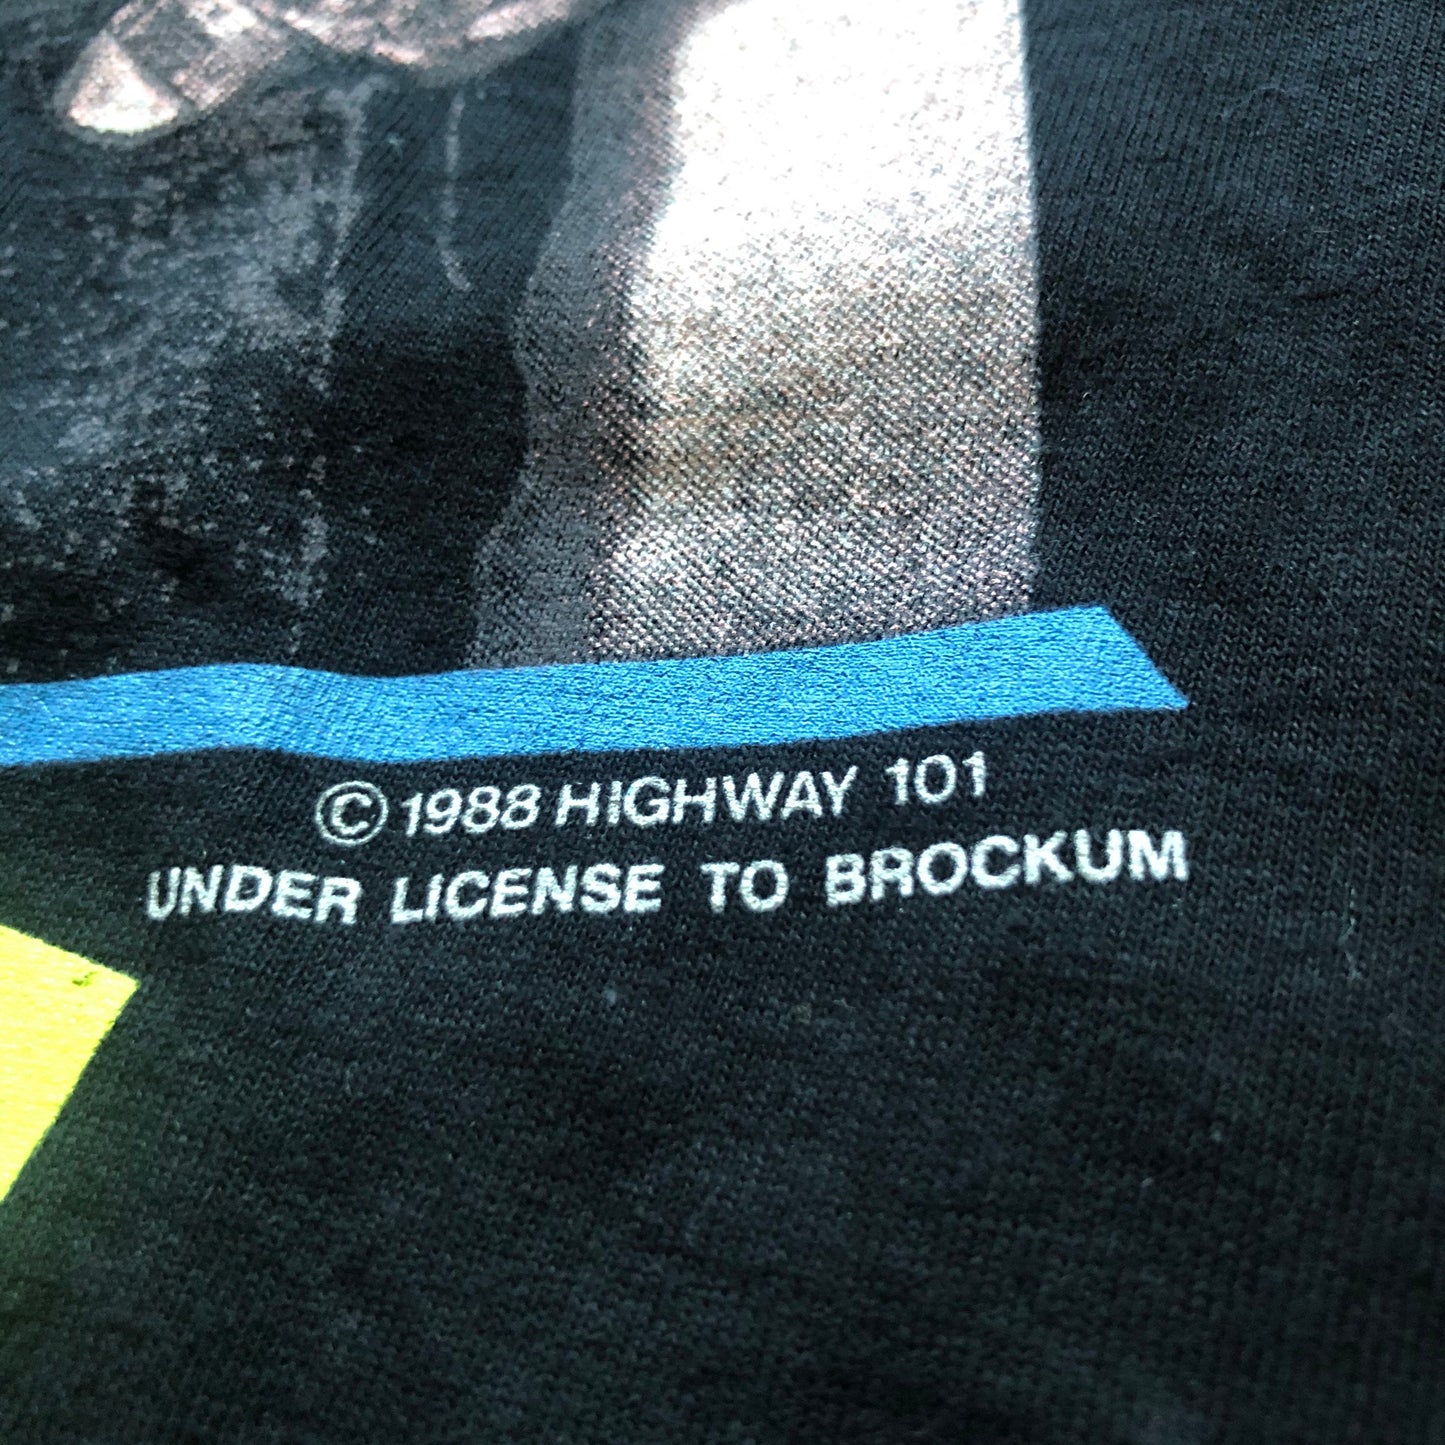 © 1988 HIGHWAY 101
UNDER LICENSE TO BROCKUM